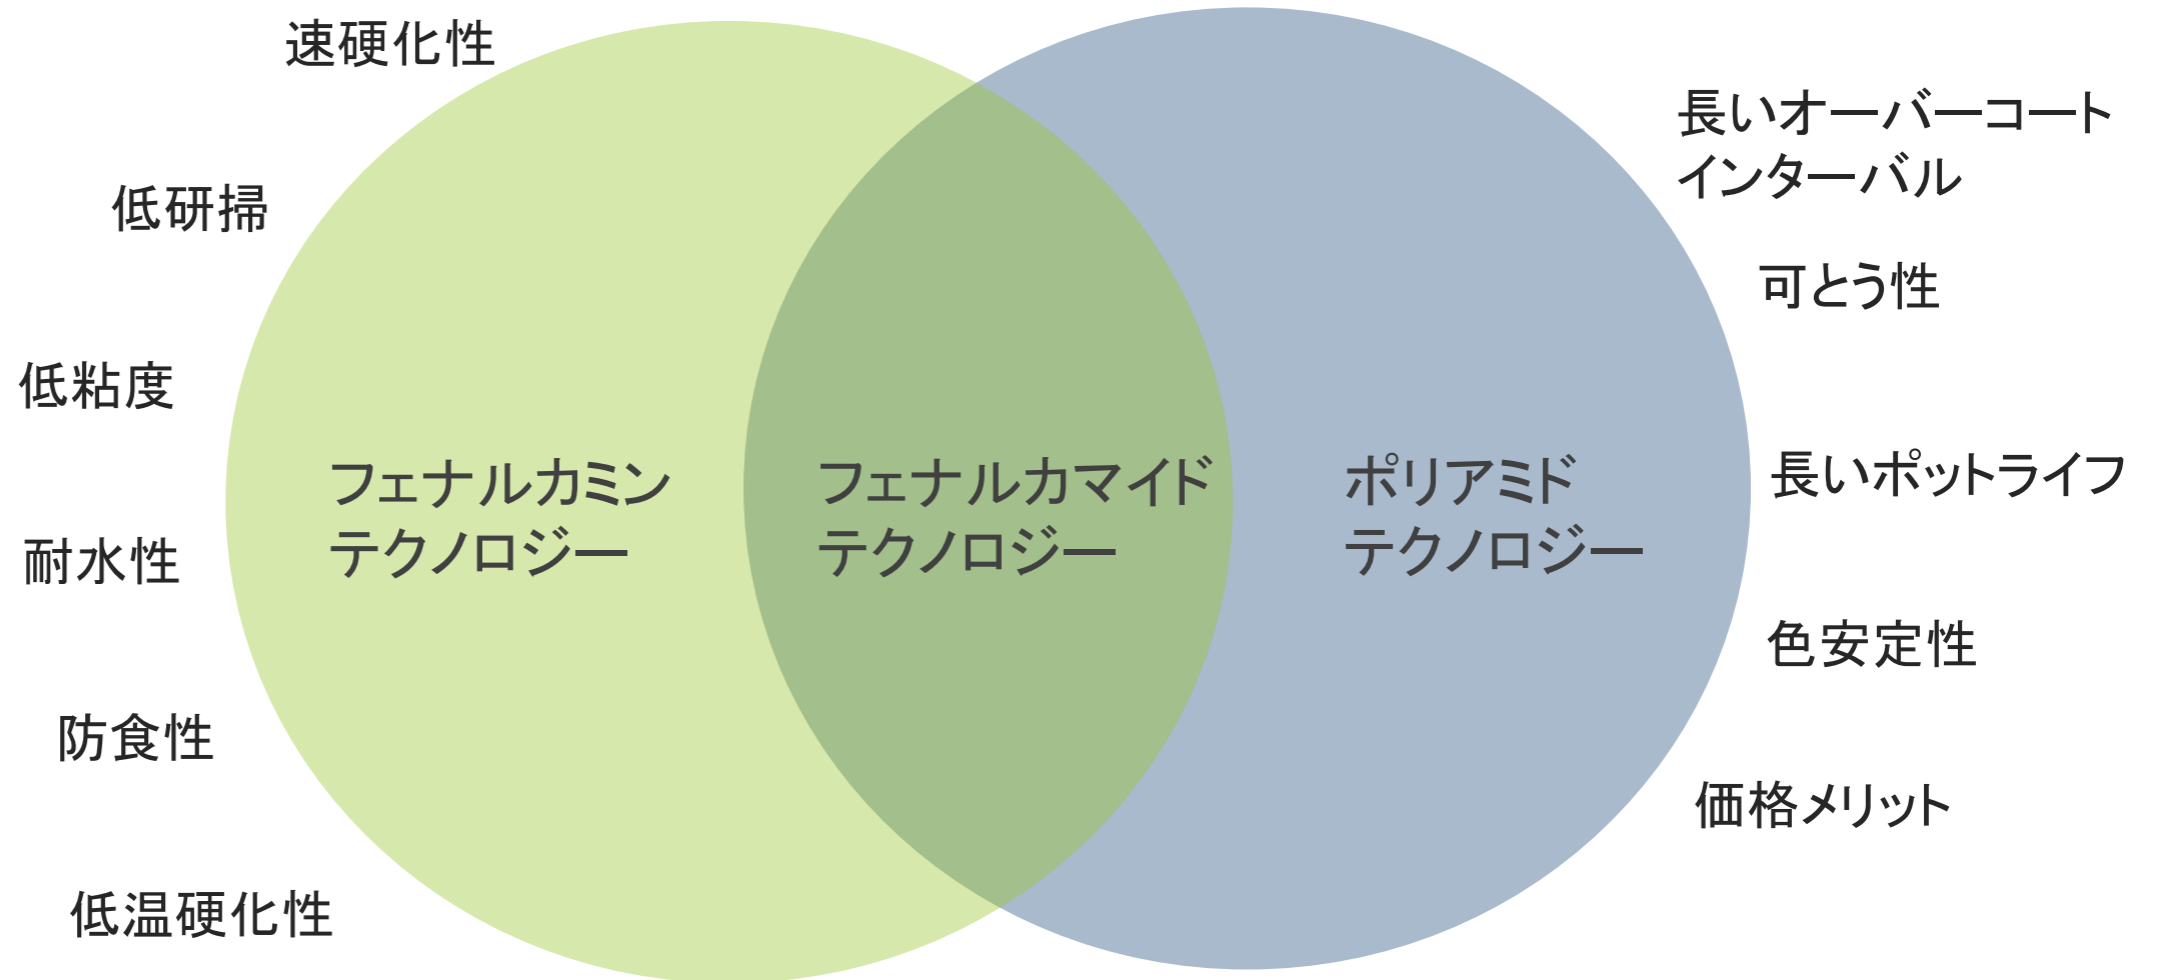 速硬化性
低研掃
低粘度
耐水性
防食性
低温硬化性
フェナルカミン
テクノロジー
フェナルカマイド
テクノロジー
ポリアミド
テクノロジー
長いオーバーコート
インターバル
可とう性
長いポットライフ
色安定性
価格メリット